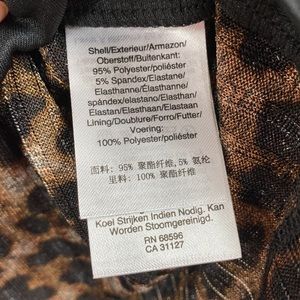 Shell/Exterieur/Armazon/
Oberstoff/Buitenkant:
95% Polyester/poliéster
5% Spandex/Elastane/
Élasthanne/Elasthanne/
spándex/elastano/Elasthan/
Elastan/Elasthaan/Elastaan
Lining/Doublure/Forro/Futter/
Voering:
100% Polyester/poliéster
面料: 95% 聚酯纤维,5% 氨纶
里料: 100% 聚酯纤维
Koel Strijken Indien Nodig. Kan
Worden Stoomgereinigd.
RN 68596
CA 31127